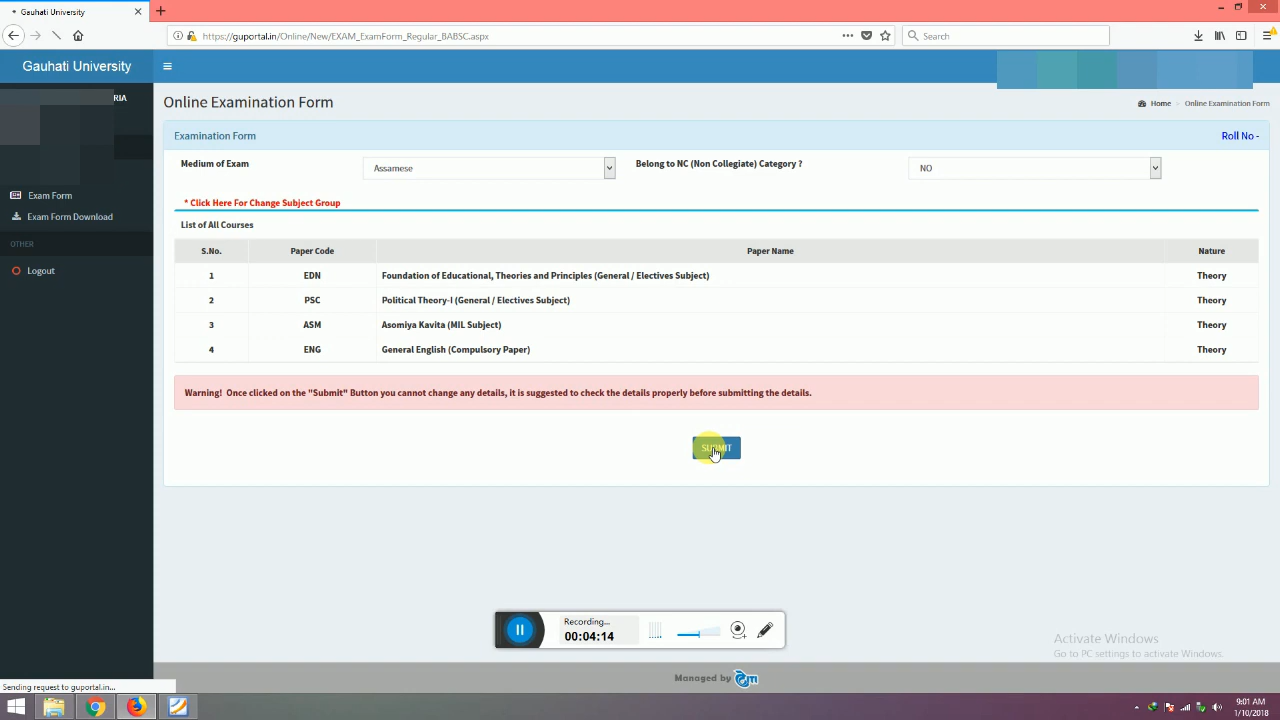 Gauhati University
https://guportal.in/Online/New/EXAM_ExamForm_Regular_BABSC.aspx
Search
Gauhati University
RIA
Online Examination Form
Home > Online Examination Form
Examination Form
Roll No -
Medium of Exam
Assamese
Belong to NC (Non Collegiate) Category ?
NO
Exam Form
Exam Form Download
OTHER
Logout
* Click Here For Change Subject Group
List of All Courses
S.No. Paper Code Paper Name Nature
1 EDN Foundation of Educational, Theories and Principles (General / Electives Subject) Theory
2 PSC Political Theory-I (General / Electives Subject) Theory
3 ASM Asomiya Kavita (MIL Subject) Theory
4 ENG General English (Compulsory Paper) Theory
Warning! Once clicked on the "Submit" Button you cannot change any details, it is suggested to check the details properly before submitting the details.
SUBMIT
Recording...
00:04:14
Activate Windows
Go to PC settings to activate Windows.
Managed by
Sending request to guportal.in...
9:01 AM
1/10/2018